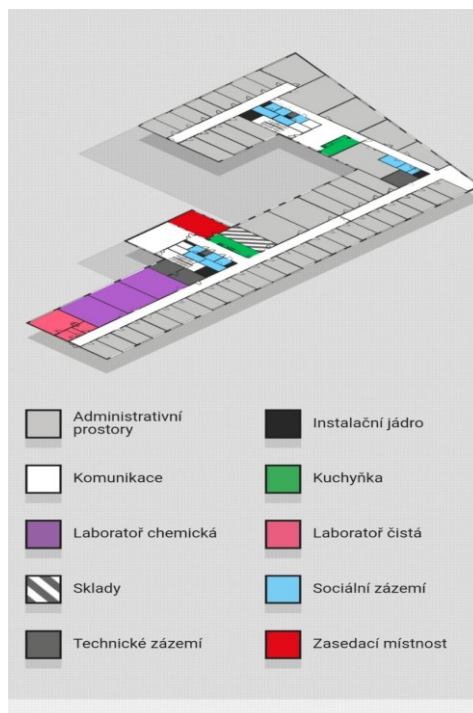 Administrativní
prostory
Instalační jádro
Komunikace
Kuchyňka
Laboratoř chemická
Laboratoř čistá
Sklady
Sociální zázemí
Technické zázemí
Zasedací místnost